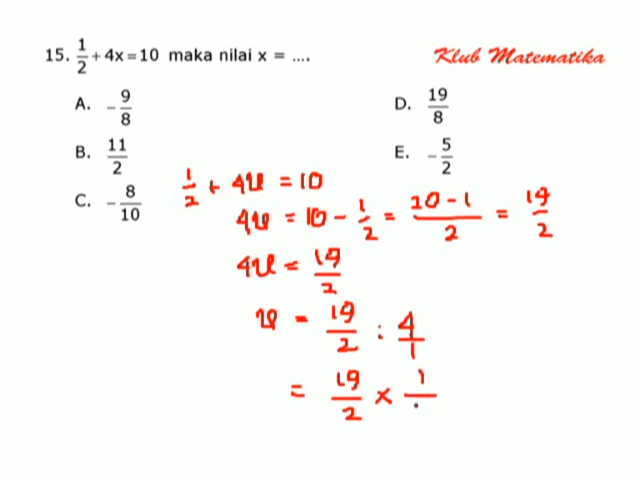 15. 1/2 + 4x = 10 maka nilai x = ....
Klub Matematika
A. -9/8
D. 19/8
B. 11/2
E. -5/2
C. -8/10
1/2 + 4x = 10
4x = 10 - 1/2 = 20 - 1/2 = 19/2
4x = 19/2
x = 19/2 : 4/1
= 19/2 × 1/